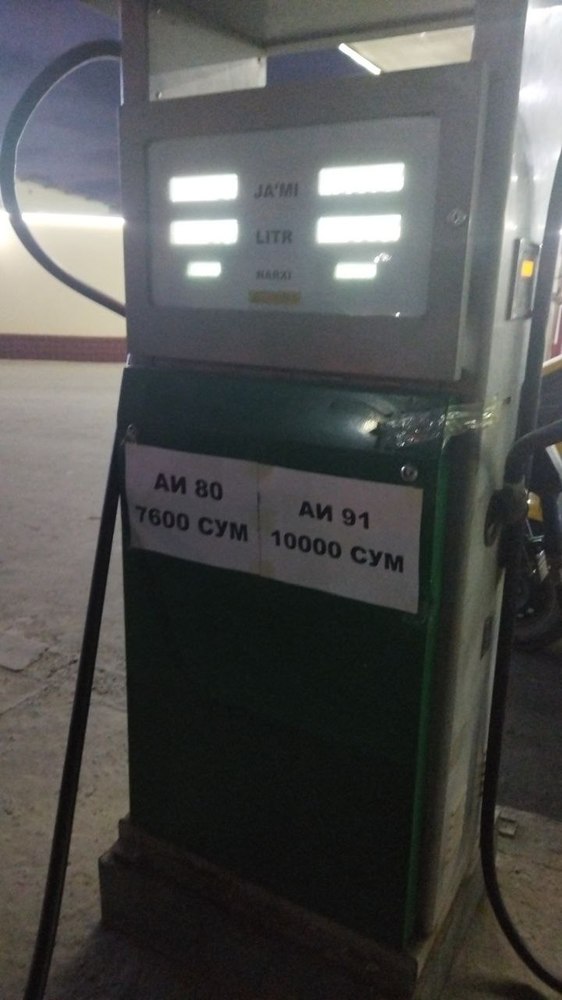 JA'MI
LITR
NARXI
АИ 80
7600 СУМ
АИ 91
10000 СУМ